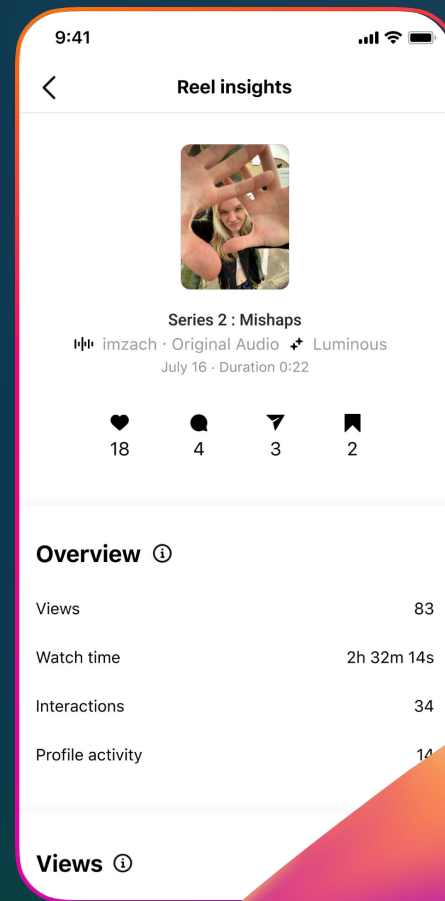 9:41
Reel insights
Series 2 : Mishaps
imzach · Original Audio Luminous
July 16 · Duration 0:22
18 4 3 2
Overview
Views 83
Watch time 2h 32m 14s
Interactions 34
Profile activity 14
Views